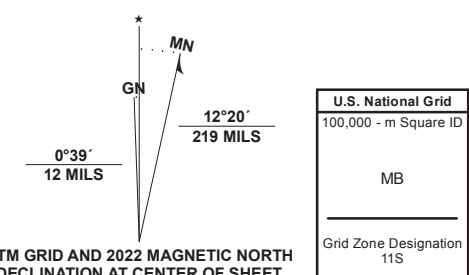 MN
GN
12°20´
219 MILS
0°39´
12 MILS
TM GRID AND 2022 MAGNETIC NORTH
DECLINATION AT CENTER OF SHEET
U.S. National Grid
100,000 - m Square ID
MB
Grid Zone Designation
11S